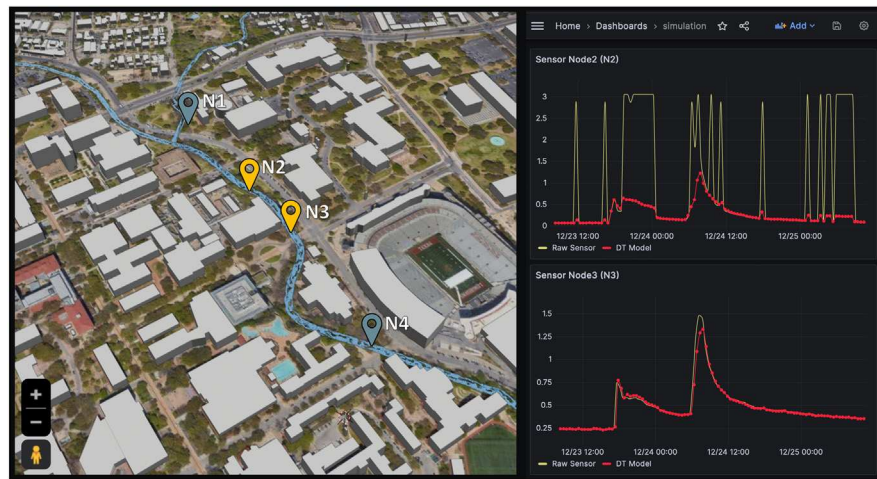 N1
N2
N3
N4
+
−
Home > Dashboards > simulation
Add
Sensor Node2 (N2)
3
2.5
2
1.5
1
0.5
0
12/23 12:00 12/24 00:00 12/24 12:00 12/25 00:00
Raw Sensor DT Model
Sensor Node3 (N3)
1.5
1.25
1
0.75
0.5
0.25
12/23 12:00 12/24 00:00 12/24 12:00 12/25 00:00
Raw Sensor DT Model